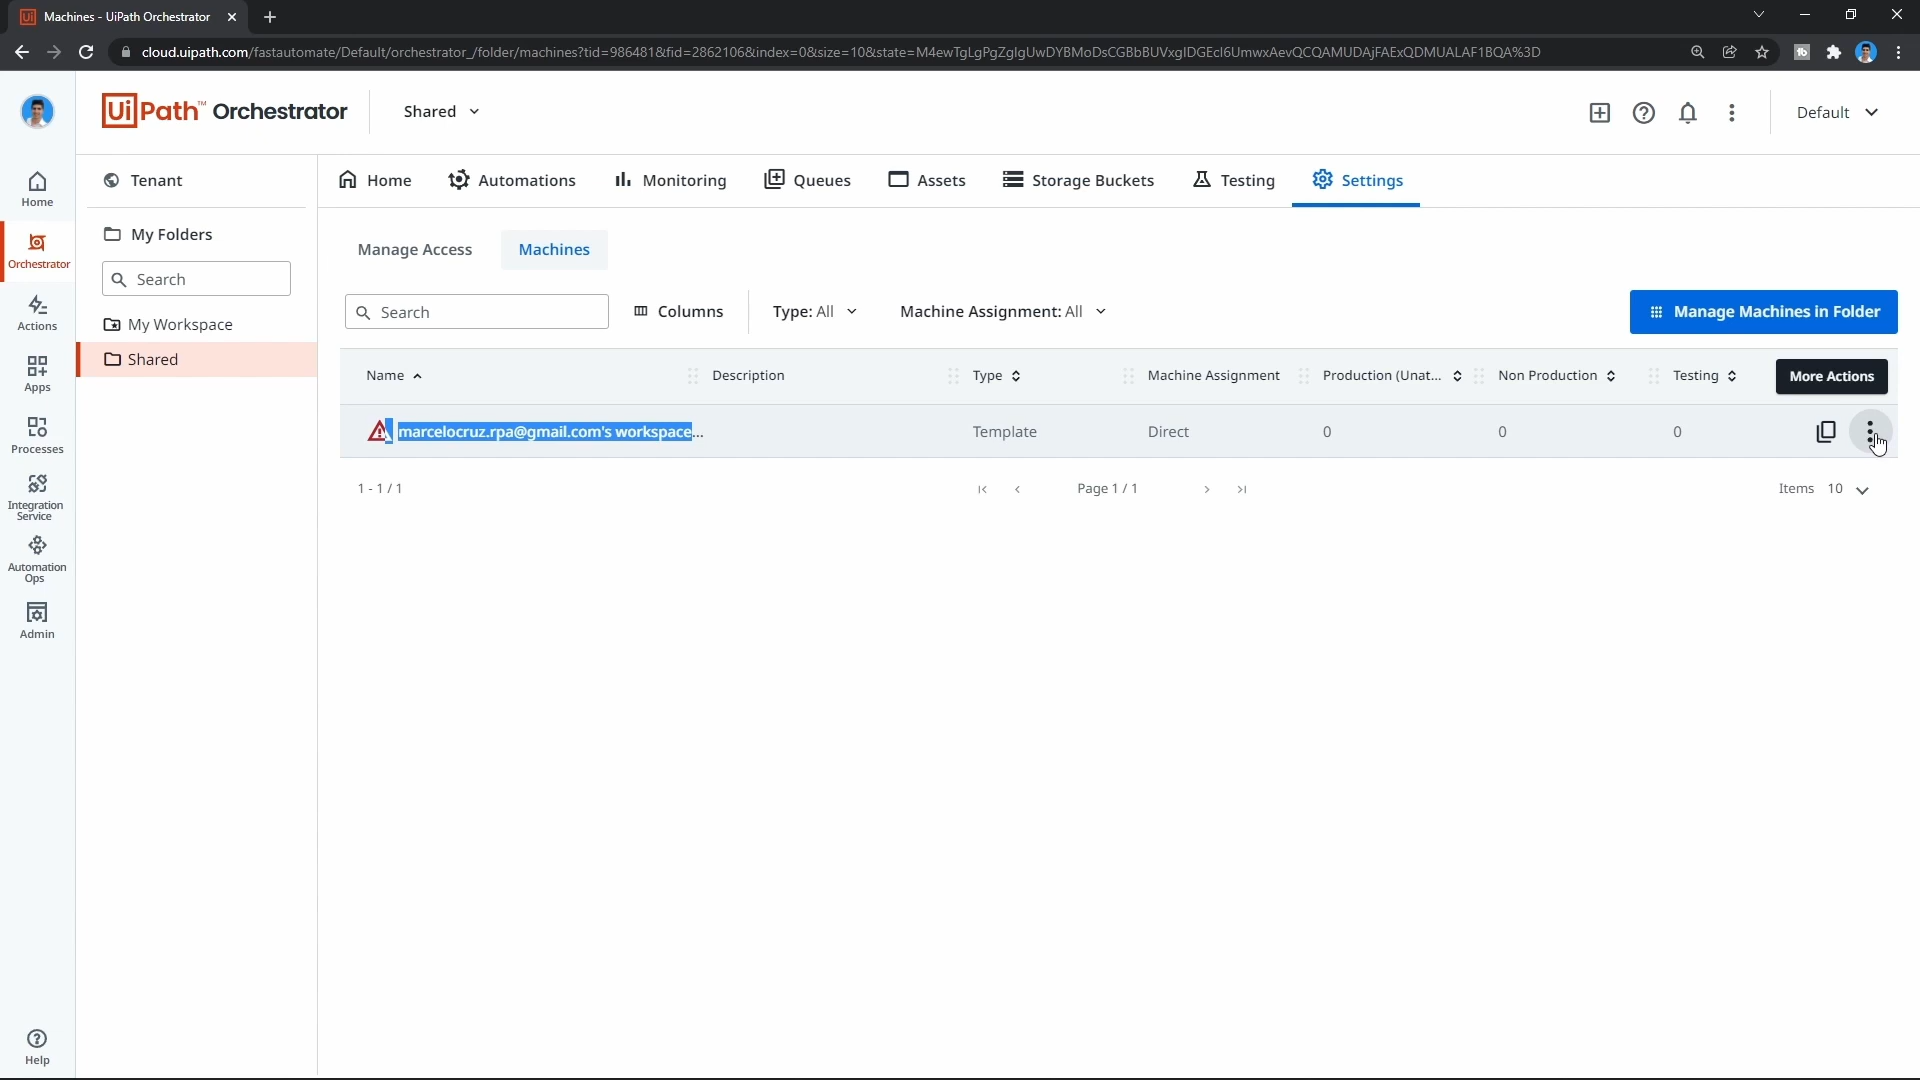 Machines - UiPath Orchestrator
cloud.uipath.com/fastautomate/Default/orchestrator_/folder/machines?tid=986481&fid=2862106&index=0&size=10&state=M4ewTgLgPgZglgUwDYBMoDsCGBbBUVxgIDGEcI6UmwxAevQCQAMUDAjFAExQDMUALAF1BQA%3D
UiPath™ Orchestrator
Shared
Default
Home
Orchestrator
Actions
Apps
Processes
Integration
Service
Automation
Ops
Admin
Help
Tenant
My Folders
Search
My Workspace
Shared
Home
Automations
Monitoring
Queues
Assets
Storage Buckets
Testing
Settings
Manage Access
Machines
Search
Columns
Type: All
Machine Assignment: All
Manage Machines in Folder
Name
Description
Type
Machine Assignment
Production (Unat...
Non Production
Testing
More Actions
marcelocruz.rpa@gmail.com's workspace...
Template
Direct
0
0
0
1 - 1 / 1
Page 1 / 1
Items 10